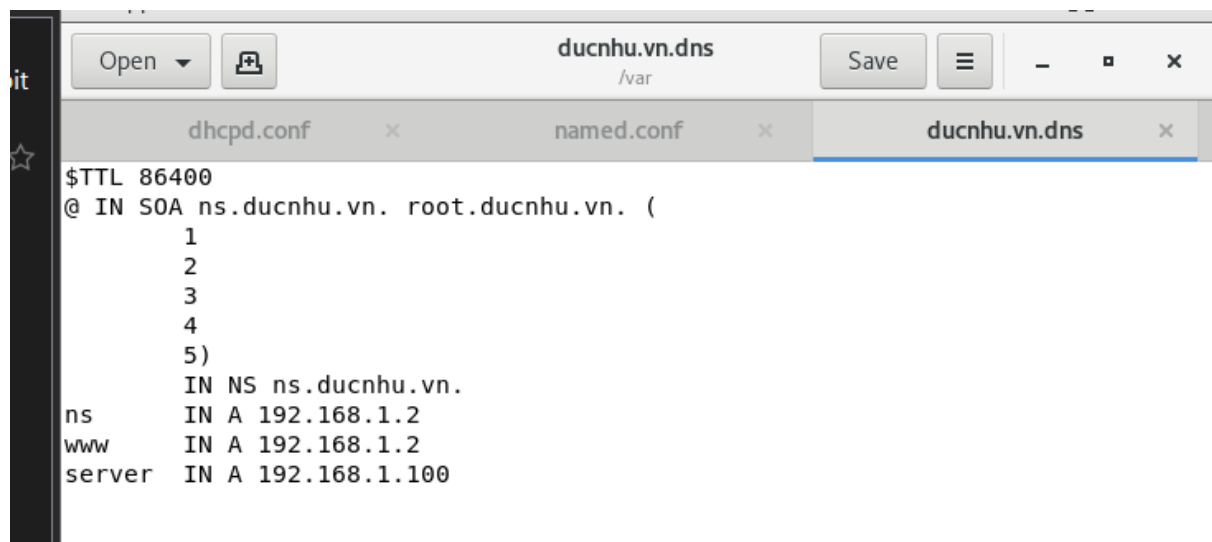 it
Open
ducnhu.vn.dns
/var
Save
dhcpd.conf
named.conf
ducnhu.vn.dns
$TTL 86400
@ IN SOA ns.ducnhu.vn. root.ducnhu.vn. (
1
2
3
4
5)
IN NS ns.ducnhu.vn.
ns IN A 192.168.1.2
www IN A 192.168.1.2
server IN A 192.168.1.100